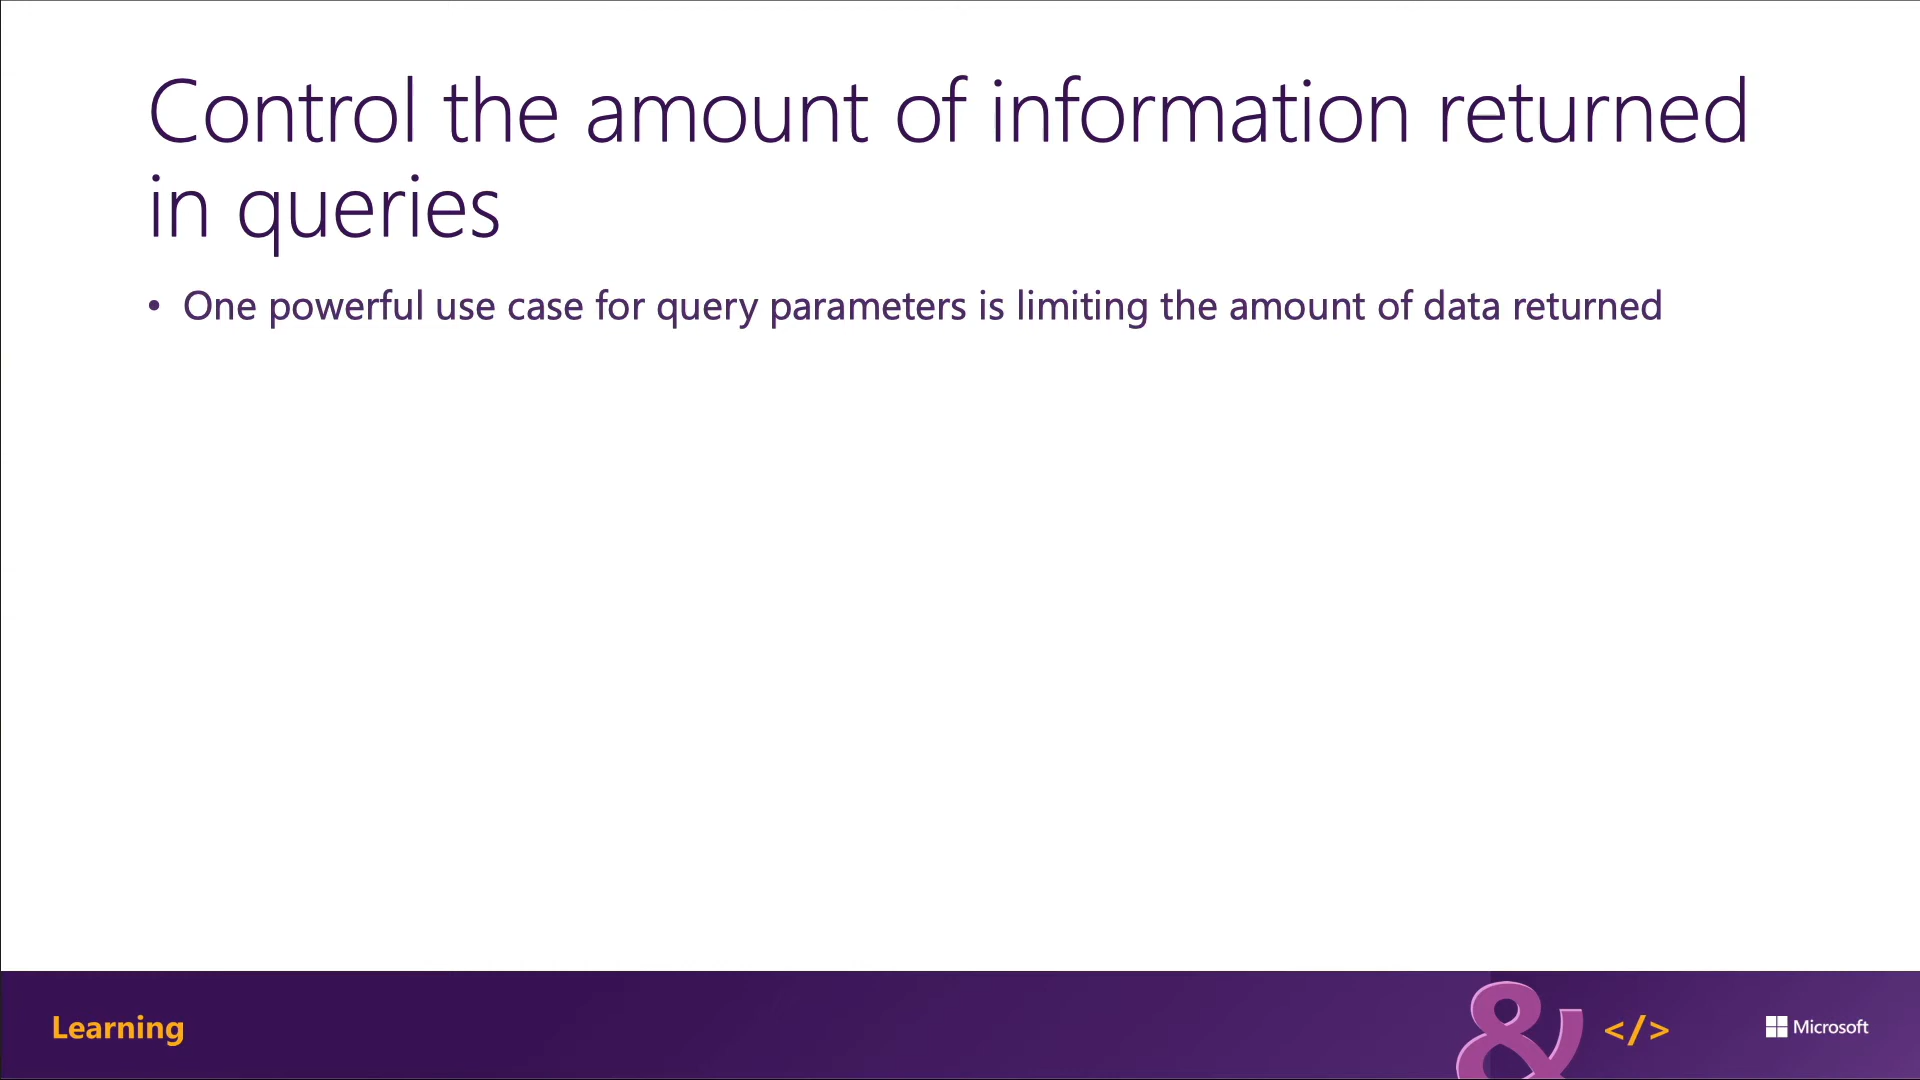 Control the amount of information returned
in queries
• One powerful use case for query parameters is limiting the amount of data returned
Learning
& </>
Microsoft